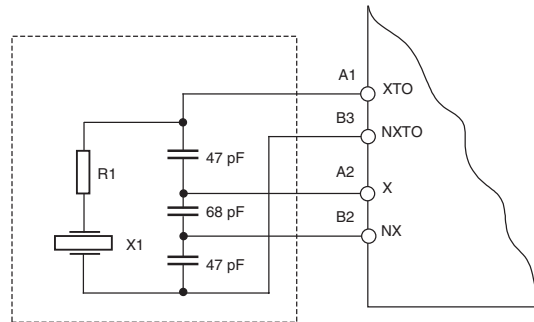 A1
XTO
B3
NXTO
47 pF
R1
A2
X
68 pF
B2
NX
X1
47 pF